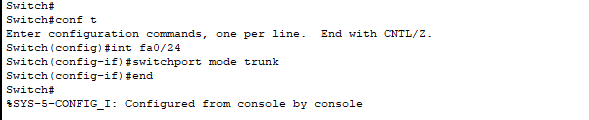 Switch#
Switch#conf t
Enter configuration commands, one per line.  End with CNTL/Z.
Switch(config)#int fa0/24
Switch(config-if)#switchport mode trunk
Switch(config-if)#end
Switch#
%SYS-5-CONFIG_I: Configured from console by console